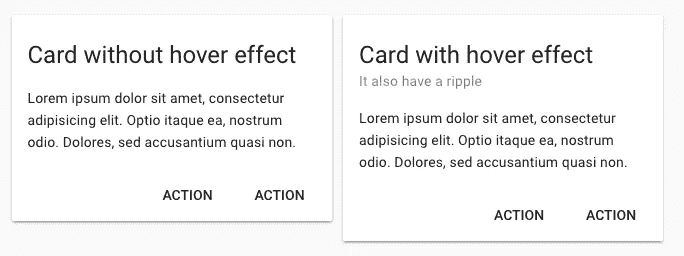 Card without hover effect
Lorem ipsum dolor sit amet, consectetur
adipisicing elit. Optio itaque ea, nostrum
odio. Dolores, sed accusantium quasi non.
ACTION ACTION
Card with hover effect
It also have a ripple
Lorem ipsum dolor sit amet, consectetur
adipisicing elit. Optio itaque ea, nostrum
odio. Dolores, sed accusantium quasi non.
ACTION ACTION